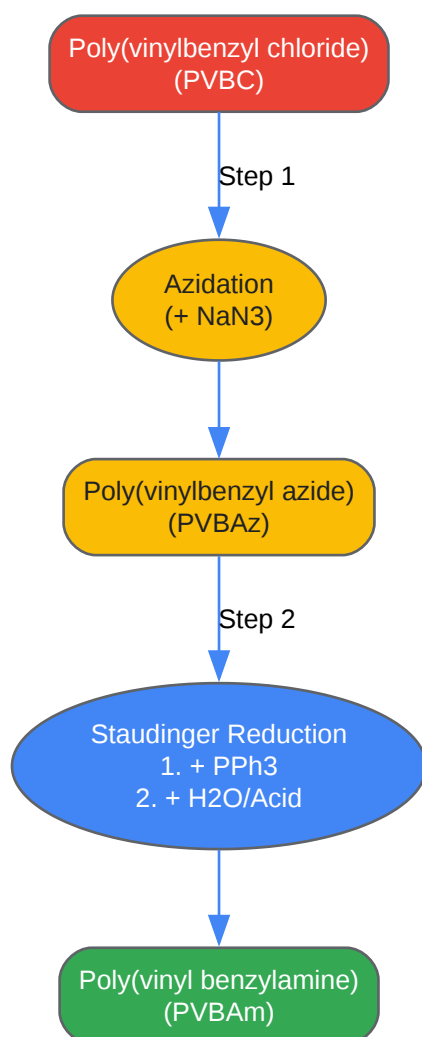 Poly(vinylbenzyl chloride)
(PVBC)
Step 1
Azidation
(+ NaN3)
Poly(vinylbenzyl azide)
(PVBAz)
Step 2
Staudinger Reduction
1. + PPh3
2. + H2O/Acid
Poly(vinyl benzylamine)
(PVBAm)